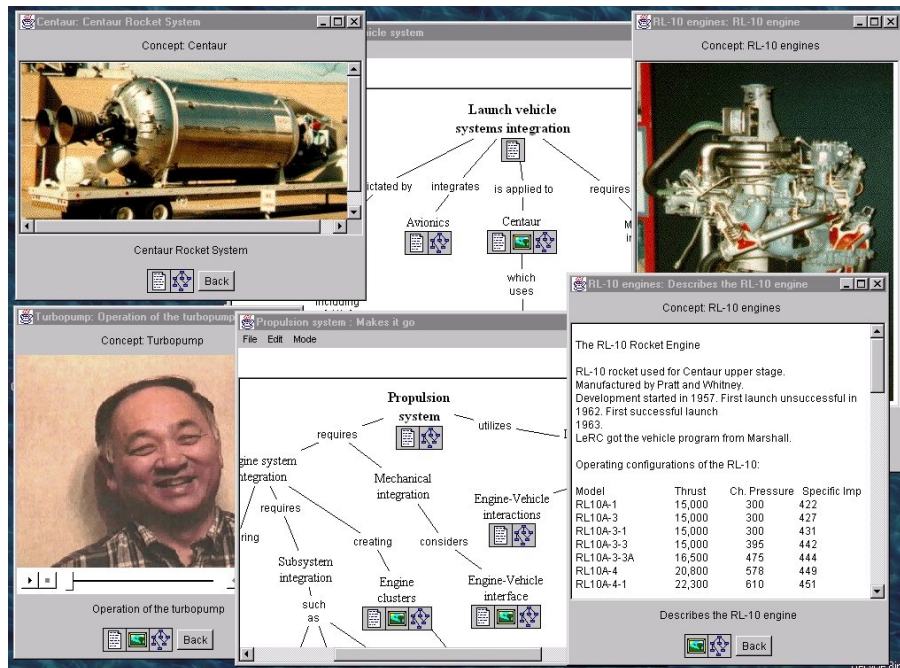 Centaur: Centaur Rocket System
Concept: Centaur
Centaur Rocket System
Back
hicle system
Launch vehicle
systems integration
ictated by
integrates
is applied to
requires
Avionics
Centaur
which
uses
including
RL-10 engines: RL-10 engine
Concept: RL-10 engines
Turbopump: Operation of the turbopump
Concept: Turbopump
Operation of the turbopump
Back
Propulsion system : Makes it go
File Edit Mode
Propulsion
system
requires
utilizes
gine system
integration
Mechanical
integration
Engine-Vehicle
interactions
requires
ring
creating
considers
Subsystem
integration
Engine
clusters
Engine-Vehicle
interface
such
as
RL-10 engines: Describes the RL-10 engine
Concept: RL-10 engines
The RL-10 Rocket Engine
RL-10 rocket used for Centaur upper stage.
Manufactured by Pratt and Whitney.
Development started in 1957. First launch unsuccessful in
1962. First successful launch
1963.
LeRC got the vehicle program from Marshall.
Operating configurations of the RL-10:
Model Thrust Ch. Pressure Specific Imp
RL10A-1 15,000 300 422
RL10A-3 15,000 300 427
RL10A-3-1 15,000 300 431
RL10A-3-3 15,000 395 442
RL10A-3-3A 16,500 475 444
RL10A-4 20,800 578 449
RL10A-4-1 22,300 610 451
Describes the RL-10 engine
Back